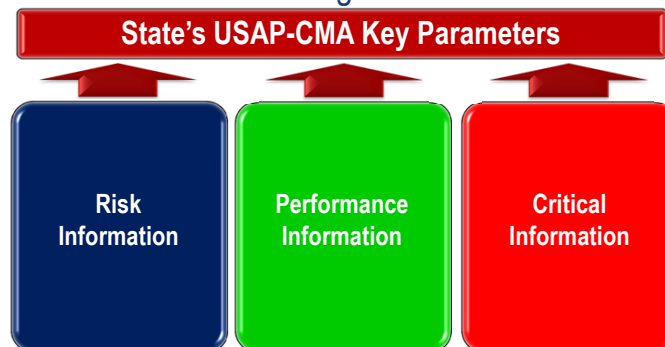 State's USAP-CMA Key Parameters
Risk
Information
Performance
Information
Critical
Information